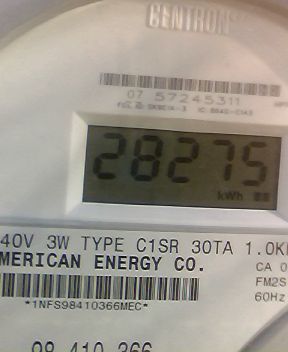 CENTRON
07 57245311
28275
kWh
40V 3W TYPE C1SR 30TA 1.0K
MERICAN ENERGY CO.
CA 0
FM2S
60Hz
*1NFS98410366MEC*
98 410 366